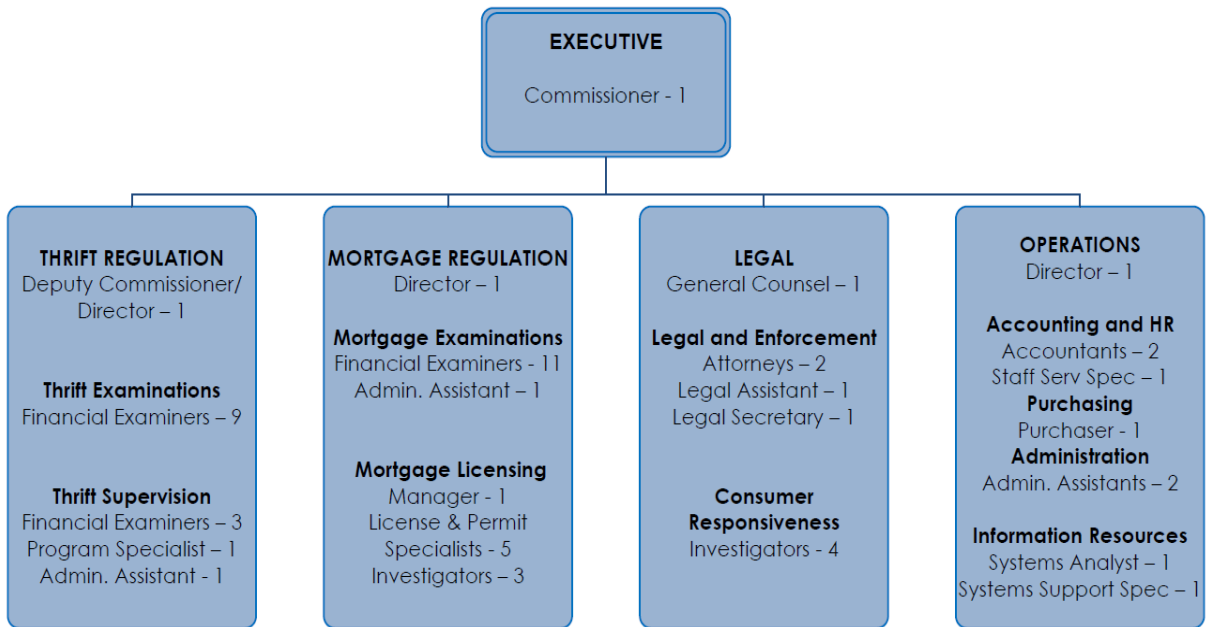 EXECUTIVE
Commissioner - 1
THRIFT REGULATION
Deputy Commissioner/
Director – 1
Thrift Examinations
Financial Examiners – 9
Thrift Supervision
Financial Examiners – 3
Program Specialist – 1
Admin. Assistant - 1
MORTGAGE REGULATION
Director – 1
Mortgage Examinations
Financial Examiners - 11
Admin. Assistant – 1
Mortgage Licensing
Manager - 1
License & Permit
Specialists - 5
Investigators – 3
LEGAL
General Counsel – 1
Legal and Enforcement
Attorneys – 2
Legal Assistant – 1
Legal Secretary – 1
Consumer
Responsiveness
Investigators - 4
OPERATIONS
Director – 1
Accounting and HR
Accountants – 2
Staff Serv Spec – 1
Purchasing
Purchaser - 1
Administration
Admin. Assistants – 2
Information Resources
Systems Analyst – 1
Systems Support Spec – 1